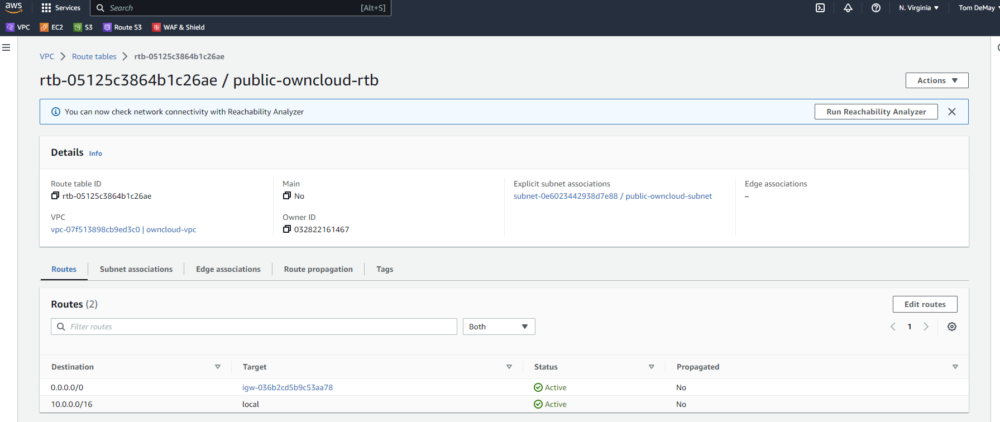 aws
Services
Search
[Alt+S]
N. Virginia
Tom DeMay
VPC
EC2
S3
Route 53
WAF & Shield
VPC
Route tables
rtb-05125c3864b1c26ae
rtb-05125c3864b1c26ae / public-owncloud-rtb
Actions
You can now check network connectivity with Reachability Analyzer
Run Reachability Analyzer
Details Info
Route table ID
rtb-05125c3864b1c26ae
Main
No
Explicit subnet associations
subnet-0e6023442938d7e88 / public-owncloud-subnet
Edge associations
–
VPC
vpc-07f513898cb9ed3c0 | owncloud-vpc
Owner ID
032822161467
Routes
Subnet associations
Edge associations
Route propagation
Tags
Routes (2)
Edit routes
Filter routes
Both
1
Destination
Target
Status
Propagated
0.0.0.0/0
igw-036b2cd5b9c53aa78
Active
No
10.0.0.0/16
local
Active
No